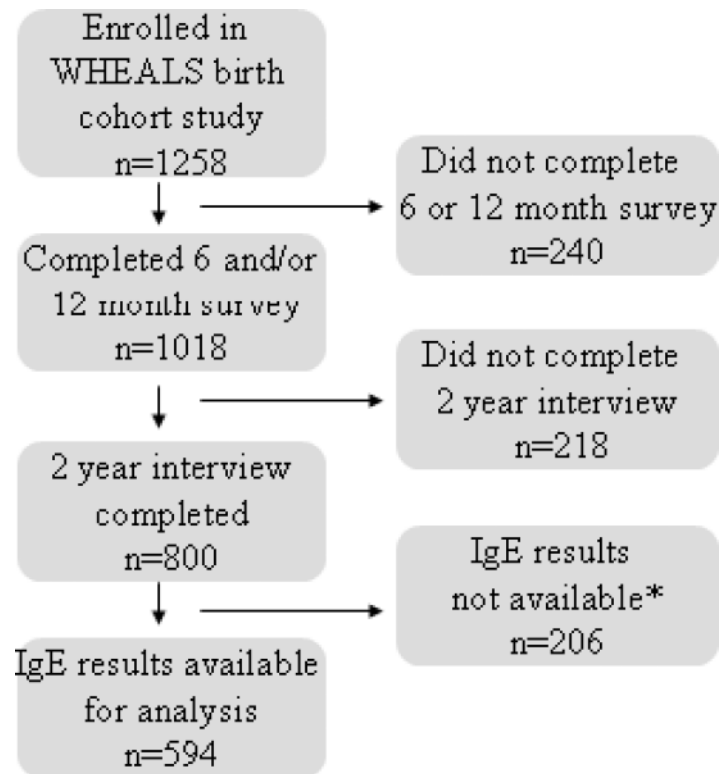 Enrolled in
WHEALS birth
cohort study
n=1258
Did not complete
6 or 12 month survey
n=240
Completed 6 and/or
12 month survey
n=1018
Did not complete
2 year interview
n=218
2 year interview
completed
n=800
IgE results
not available*
n=206
IgE results available
for analysis
n=594